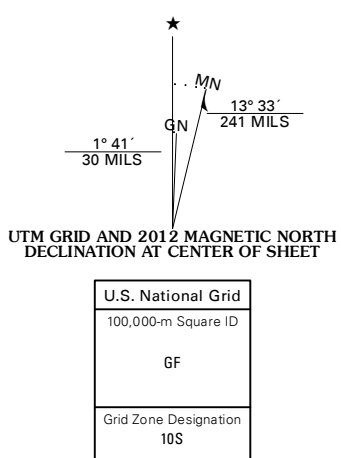 ★
MN
13° 33´
241 MILS
GN
1° 41´
30 MILS
UTM GRID AND 2012 MAGNETIC NORTH
DECLINATION AT CENTER OF SHEET
U.S. National Grid
100,000-m Square ID
GF
Grid Zone Designation
10S